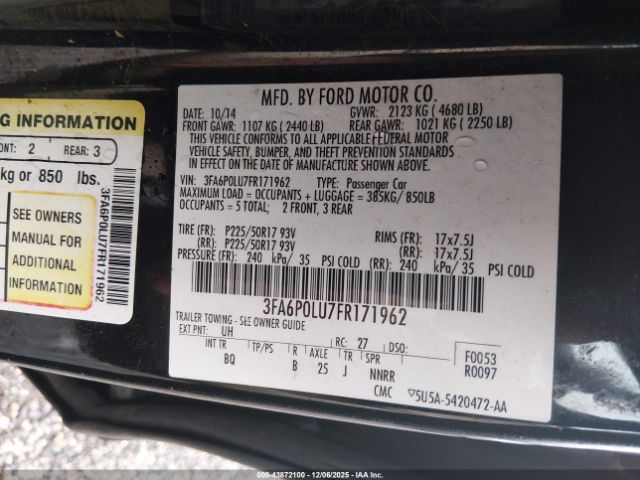 G INFORMATION
ONT: 2 REAR: 3
kg or 850 lbs.
SEE OWNERS
MANUAL FOR
ADDITIONAL
INFORMATION
3FA6P0LU7FR171962
MFD. BY FORD MOTOR CO.
DATE: 10/14 GVWR: 2123 KG ( 4680 LB)
FRONT GAWR: 1107 KG ( 2440 LB) REAR GAWR: 1021 KG ( 2250 LB)
THIS VEHICLE CONFORMS TO ALL APPLICABLE FEDERAL MOTOR
VEHICLE SAFETY, BUMPER, AND THEFT PREVENTION STANDARDS
IN EFFECT ON THE DATE OF MANUFACTURE SHOWN ABOVE.
VIN: 3FA6P0LU7FR171962 TYPE: Passenger Car
MAXIMUM LOAD = OCCUPANTS + LUGGAGE = 385KG/ 850LB
OCCUPANTS = 5 TOTAL; 2 FRONT, 3 REAR
TIRE (FR): P225/50R17 93V RIMS (FR): 17x7.5J
(RR): P225/50R17 93V (RR): 17x7.5J
PRESSURE (FR): 240 kPa/ 35 PSI COLD (RR): 240 kPa/ 35 PSI COLD
3FA6P0LU7FR171962
TRAILER TOWING - SEE OWNER GUIDE
EXT PNT: UH RC: 27 DSO: F0053
INT TR TP/PS R AXLE TR SPR R0097
BQ B 25 J NNRR
CMC ▽5U5A-5420472-AA
000-43872100 - 12/06/2025 - IAA Inc.